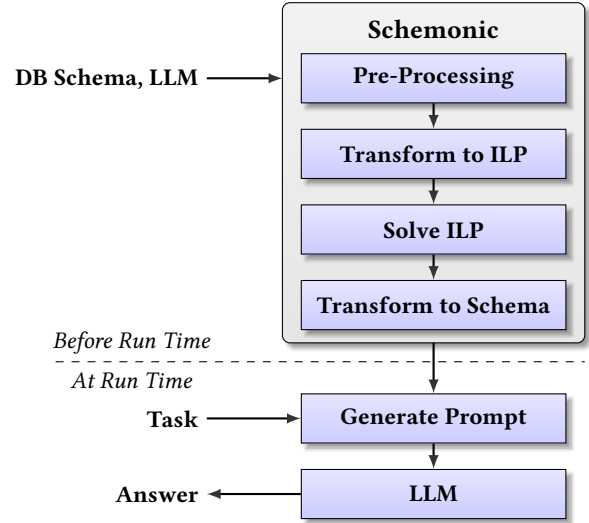 Schemonic
DB Schema, LLM
Pre-Processing
Transform to ILP
Solve ILP
Transform to Schema
Before Run Time
At Run Time
Task
Generate Prompt
Answer
LLM